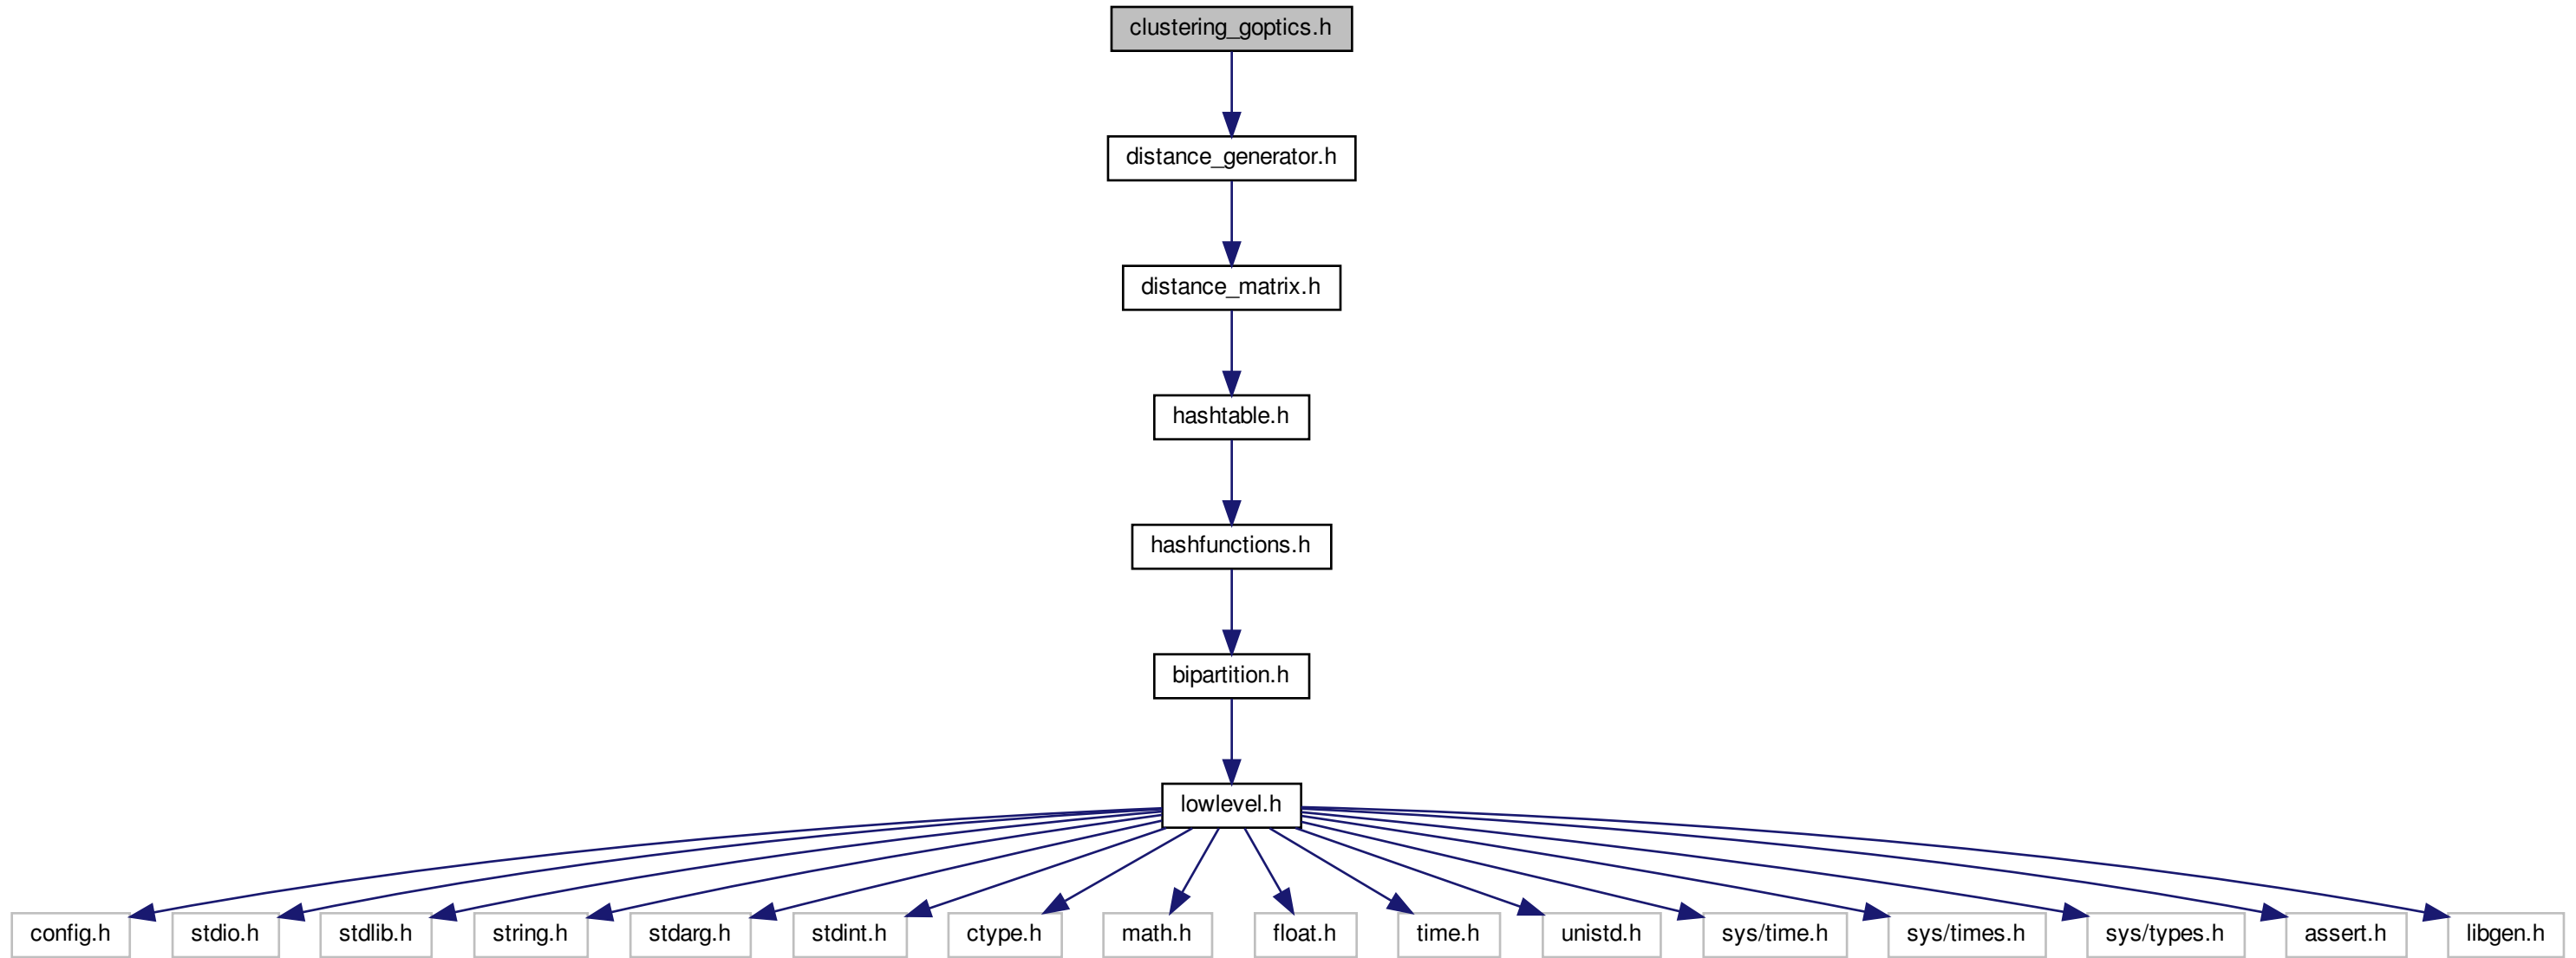 clustering_goptics.h
distance_generator.h
distance_matrix.h
hashtable.h
hashfunctions.h
bipartition.h
lowlevel.h
config.h
stdio.h
stdlib.h
string.h
stdarg.h
stdint.h
ctype.h
math.h
float.h
time.h
unistd.h
sys/time.h
sys/times.h
sys/types.h
assert.h
libgen.h